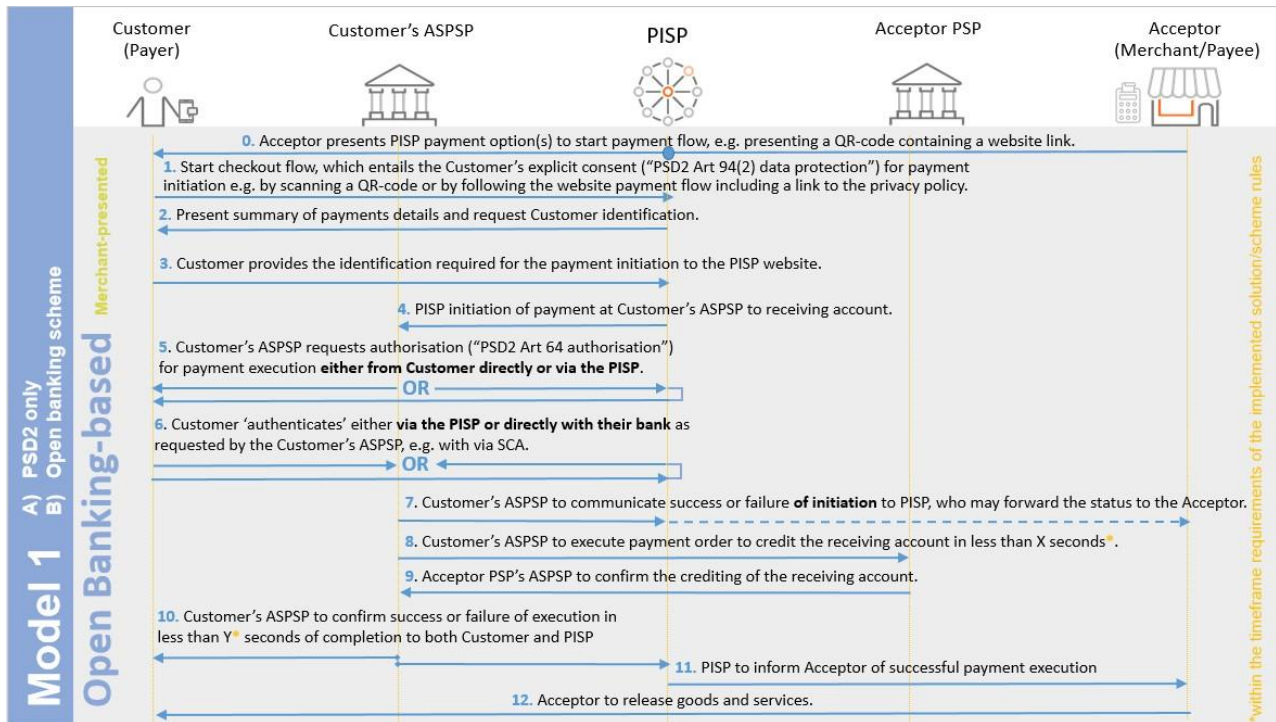 Customer
(Payer)
Customer's ASPSP
PISP
Acceptor PSP
Acceptor
(Merchant/Payee)
0. Acceptor presents PISP payment option(s) to start payment flow, e.g. presenting a QR-code containing a website link.
1. Start checkout flow, which entails the Customer's explicit consent ("PSD2 Art 94(2) data protection") for payment
initiation e.g. by scanning a QR-code or by following the website payment flow including a link to the privacy policy.
2. Present summary of payments details and request Customer identification.
3. Customer provides the identification required for the payment initiation to the PISP website.
4. PISP initiation of payment at Customer's ASPSP to receiving account.
5. Customer's ASPSP requests authorisation ("PSD2 Art 64 authorisation")
for payment execution either from Customer directly or via the PISP.
OR
6. Customer 'authenticates' either via the PISP or directly with their bank as
requested by the Customer's ASPSP, e.g. with via SCA.
OR
7. Customer's ASPSP to communicate success or failure of initiation to PISP, who may forward the status to the Acceptor.
8. Customer's ASPSP to execute payment order to credit the receiving account in less than X seconds*.
9. Acceptor PSP's ASPSP to confirm the crediting of the receiving account.
10. Customer's ASPSP to confirm success or failure of execution in
less than Y* seconds of completion to both Customer and PISP
11. PISP to inform Acceptor of successful payment execution
12. Acceptor to release goods and services.
Model 1
A) PSD2 only
B) Open banking scheme
Open Banking-based
Merchant-presented
*within the timeframe requirements of the implemented solution/scheme rules